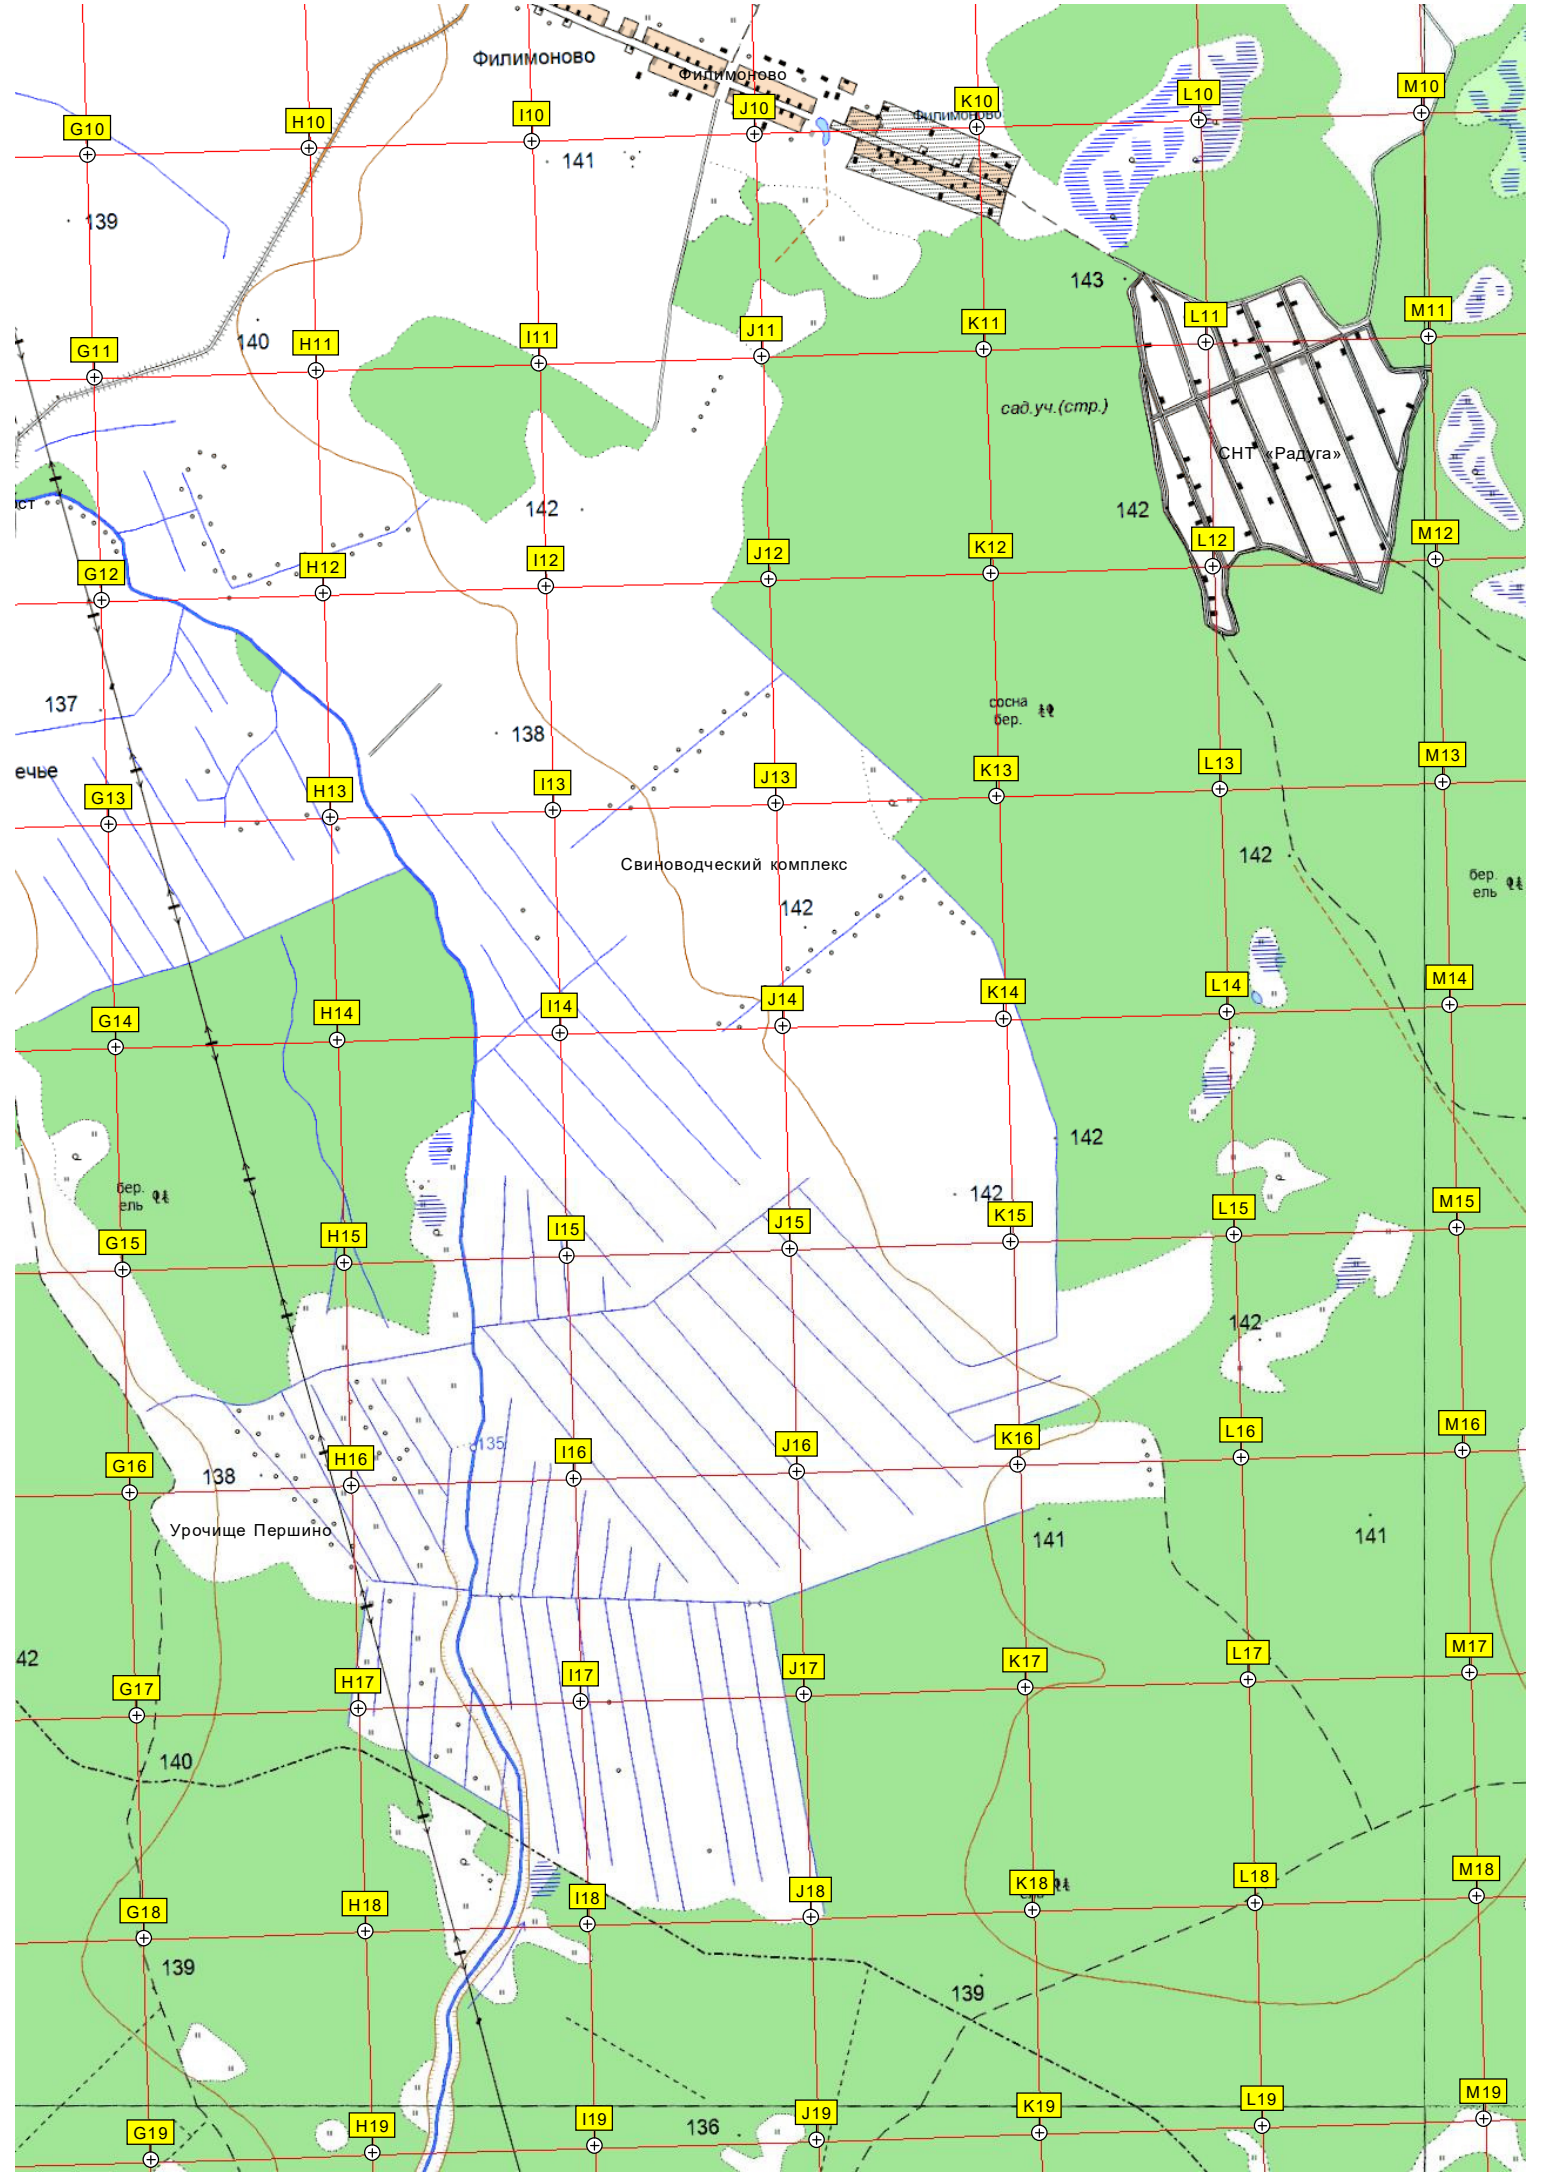 Филимоново
Филимоново
M10
L10
K10
J10
I10
H10
G10
Филимоново
141
139
143
M11
L11
K11
J11
I11
H11
G11
140
сад.уч.(стр.)
СНТ «Радуга»
142
142
M12
L12
K12
J12
I12
H12
G12
137
138
сосна
бер.
ечье
M13
L13
K13
J13
I13
H13
G13
142
Свиноводческий комплекс
бер.
ель
142
M14
L14
K14
J14
I14
H14
G14
142
142
бер.
ель
M15
L15
K15
J15
I15
H15
G15
142
135
M16
L16
K16
J16
I16
H16
G16
138
Урочище Першино
141
141
42
M17
L17
K17
J17
I17
H17
G17
140
M18
L18
K18
J18
I18
H18
G18
139
139
M19
L19
K19
J19
I19
H19
G19
136